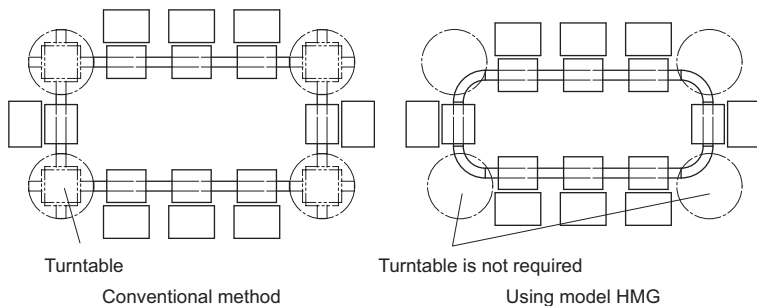 Turntable
Turntable is not required
Conventional method
Using model HMG